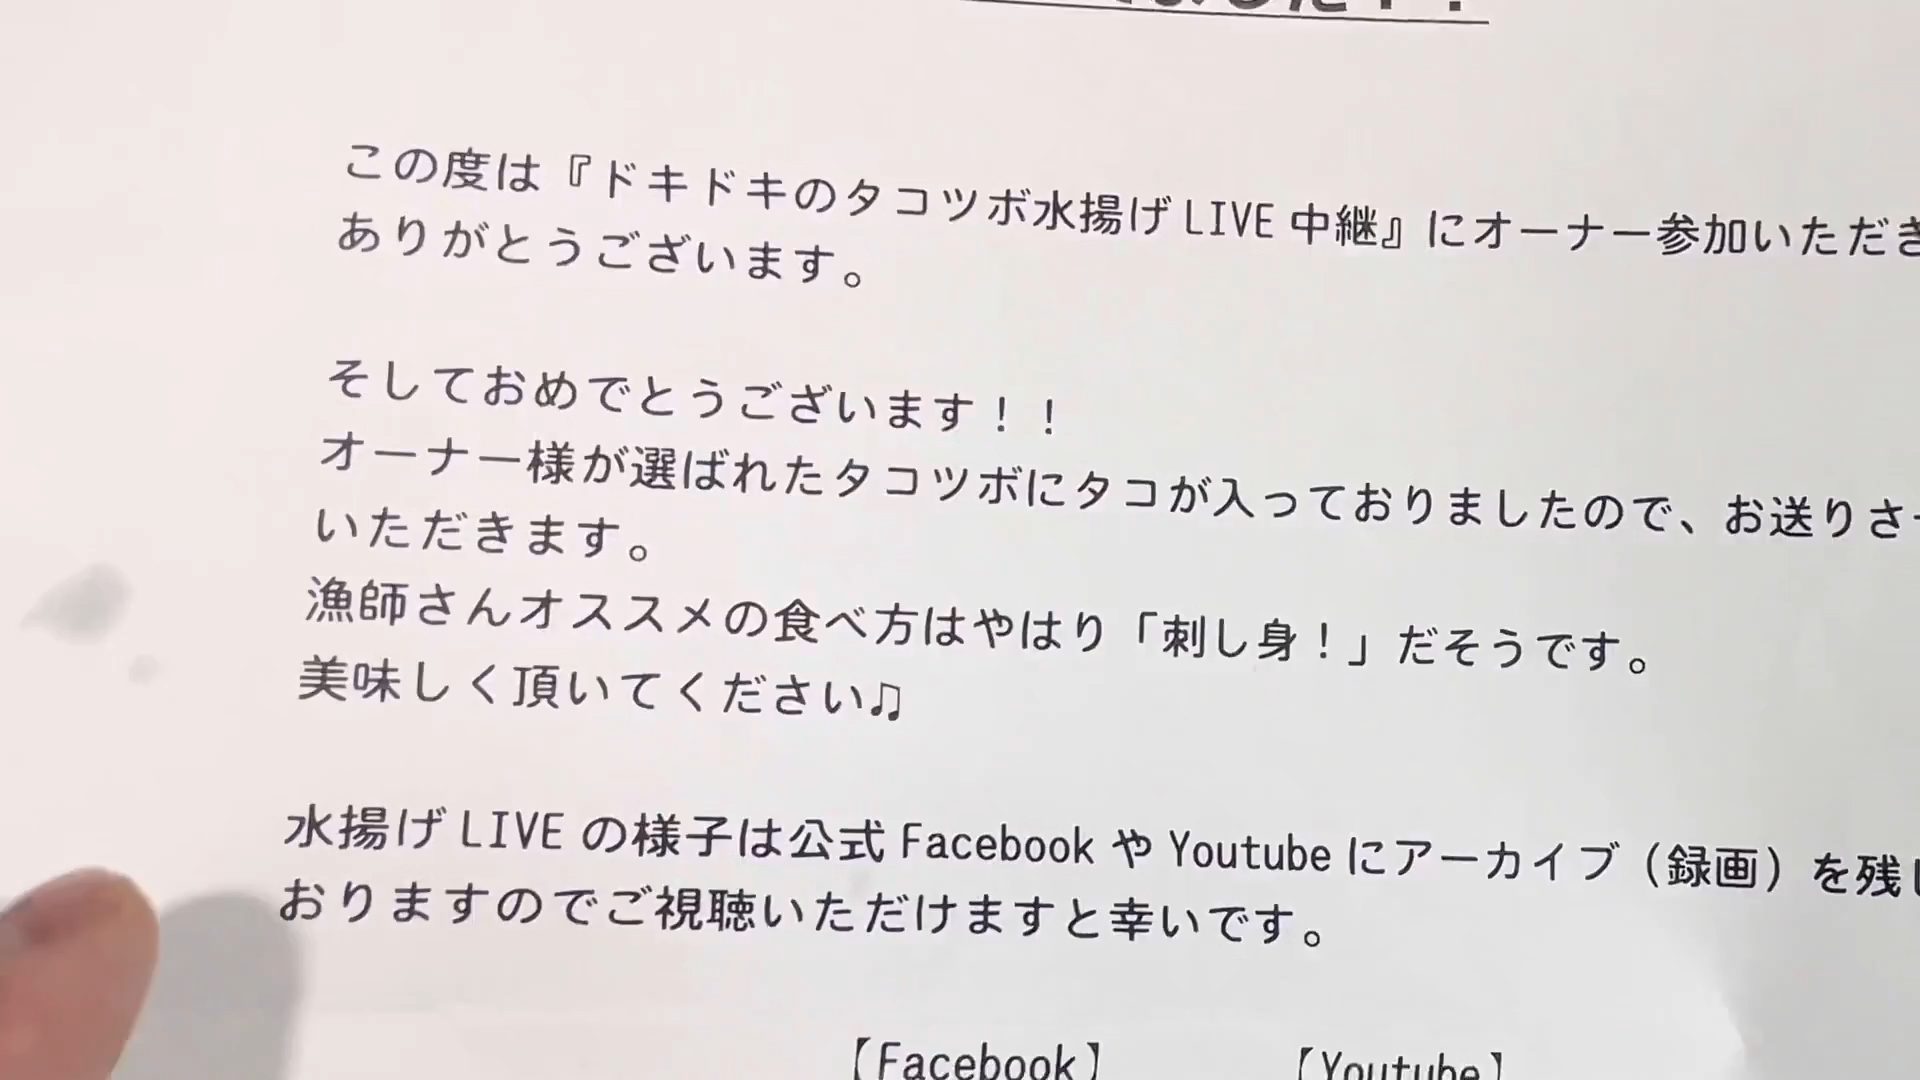 この度は『ドキドキのタコツボ水揚げLIVE中継』にオーナー参加いただき
ありがとうございます。
そしておめでとうございます！！
オーナー様が選ばれたタコツボにタコが入っておりましたので、お送りさ
いただきます。
漁師さんオススメの食べ方はやはり「刺し身！」だそうです。
美味しく頂いてください♫
水揚げLIVEの様子は公式FacebookやYoutubeにアーカイブ（録画）を残し
おりますのでご視聴いただけますと幸いです。
【Facebook】 【Youtube】